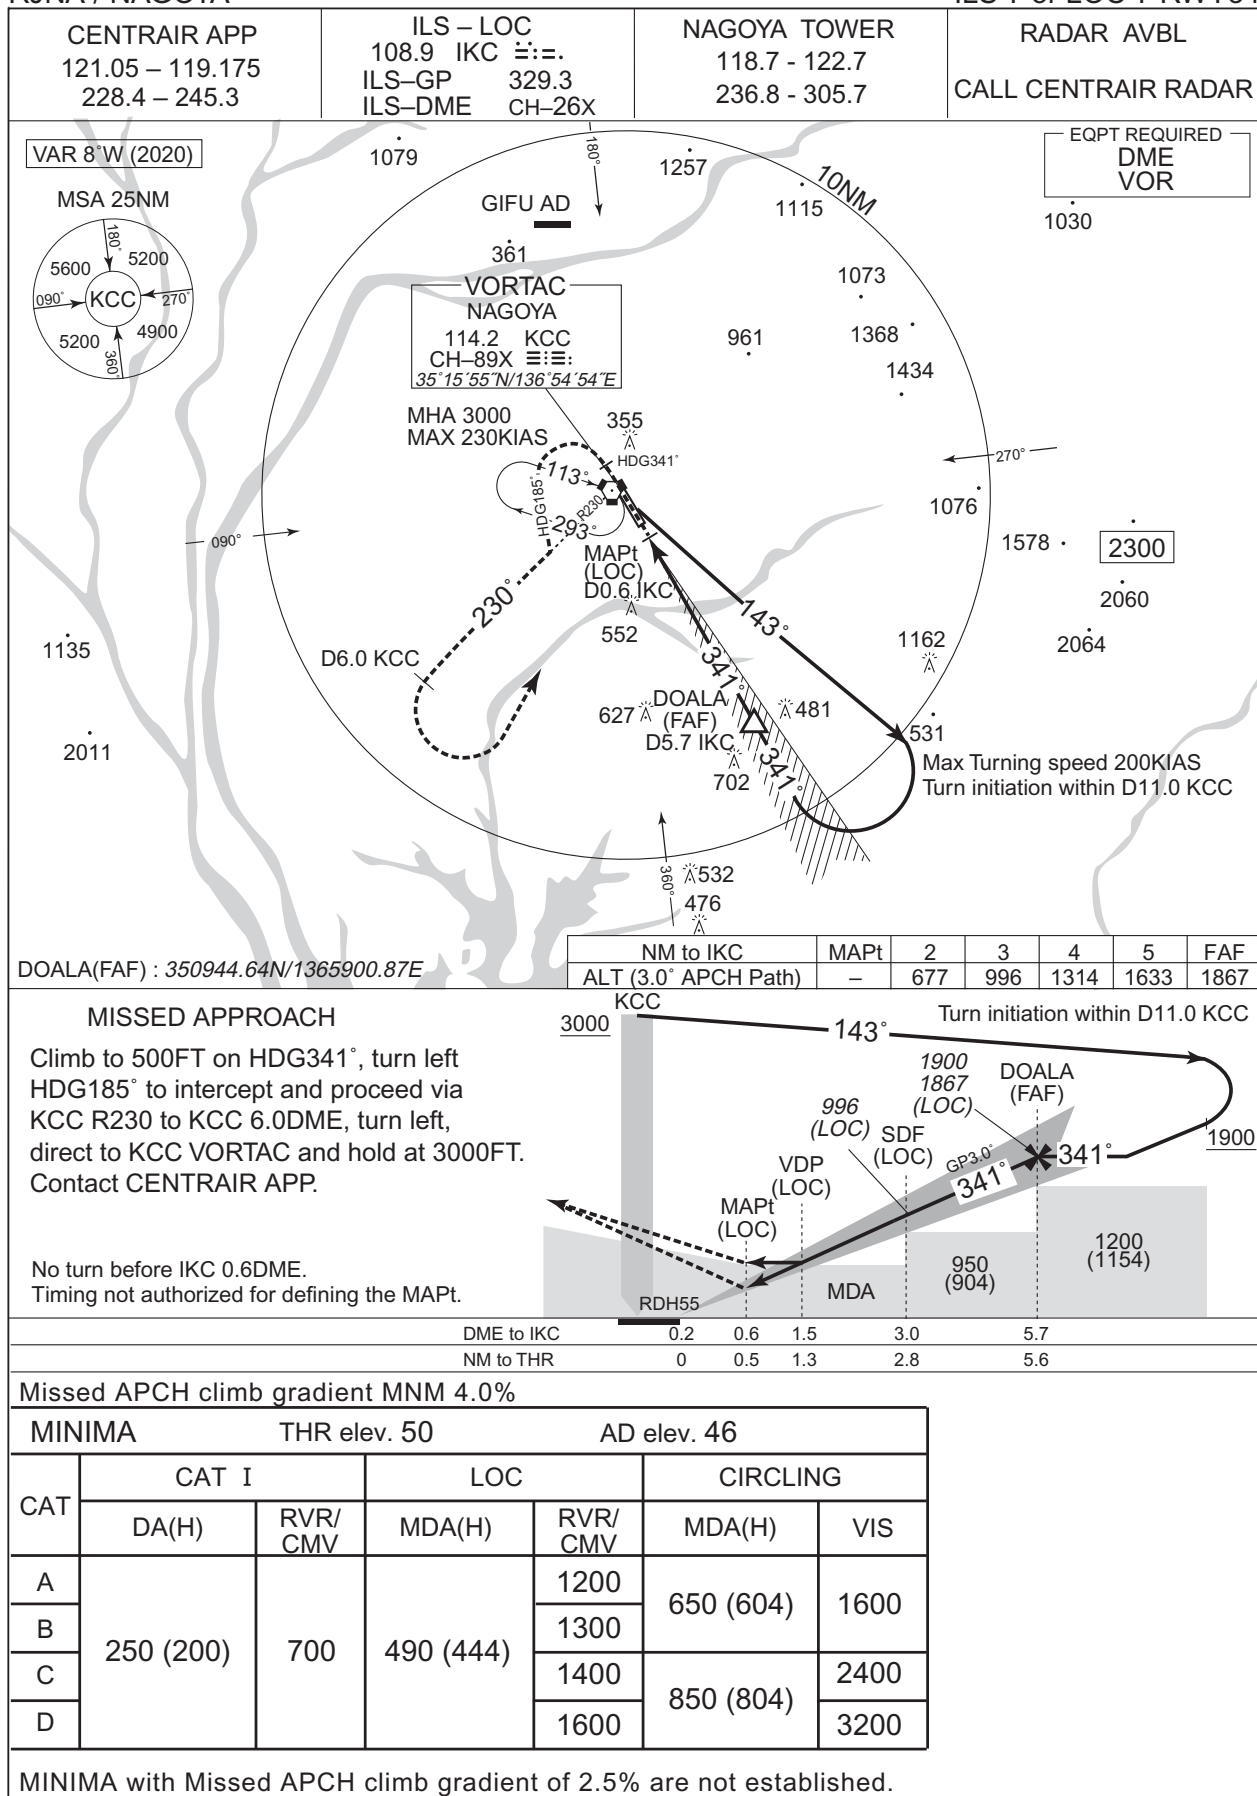 CENTRAIR APP
121.05 – 119.175
228.4 – 245.3
ILS – LOC
108.9 IKC
ILS–GP 329.3
ILS–DME CH–26X
NAGOYA TOWER
118.7 - 122.7
236.8 - 305.7
RADAR AVBL
CALL CENTRAIR RADAR
VAR 8°W (2020)
MSA 25NM
180°
5600
5200
090°
KCC
270°
5200
4900
360°
EQPT REQUIRED
DME
VOR
1079
180°
1257
10NM
1115
1030
GIFU AD
361
1073
VORTAC
NAGOYA
114.2 KCC
CH–89X
35°15´55˝N/136°54´54˝E
961
1368
1434
MHA 3000
MAX 230KIAS
355
HDG341°
113°
HDG185°
R230
293°
270°
1076
090°
1578
2300
MAPt
(LOC)
D0.6 IKC
230°
143°
2060
552
1162
2064
1135
341°
D6.0 KCC
DOALA
(FAF)
D5.7 IKC
627
481
531
2011
702
341°
Max Turning speed 200KIAS
Turn initiation within D11.0 KCC
360°
532
476
DOALA(FAF) : 350944.64N/1365900.87E
NM to IKC MAPt 2 3 4 5 FAF
ALT (3.0° APCH Path) – 677 996 1314 1633 1867
MISSED APPROACH
Climb to 500FT on HDG341°, turn left
HDG185° to intercept and proceed via
KCC R230 to KCC 6.0DME, turn left,
direct to KCC VORTAC and hold at 3000FT.
Contact CENTRAIR APP.
No turn before IKC 0.6DME.
Timing not authorized for defining the MAPt.
KCC
3000
143°
Turn initiation within D11.0 KCC
1900
1867
(LOC)
DOALA
(FAF)
996
(LOC)
SDF
(LOC)
1900
VDP
(LOC)
GP3.0°
341°
341°
MAPt
(LOC)
1200
(1154)
950
(904)
MDA
RDH55
DME to IKC 0.2 0.6 1.5 3.0 5.7
NM to THR 0 0.5 1.3 2.8 5.6
Missed APCH climb gradient MNM 4.0%
MINIMA THR elev. 50 AD elev. 46
CAT
CAT I
LOC
CIRCLING
DA(H)
RVR/
CMV
MDA(H)
RVR/
CMV
MDA(H)
VIS
A
B
C
D
250 (200)
700
490 (444)
1200
1300
1400
1600
650 (604)
850 (804)
1600
2400
3200
MINIMA with Missed APCH climb gradient of 2.5% are not established.